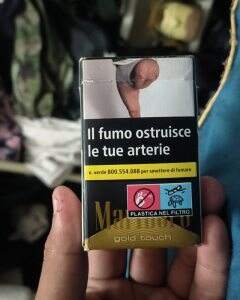 Il fumo ostruisce
le tue arterie
n. verde 800.554.088 per smettere di fumare
PLASTICA NEL FILTRO
Marlboro
gold touch